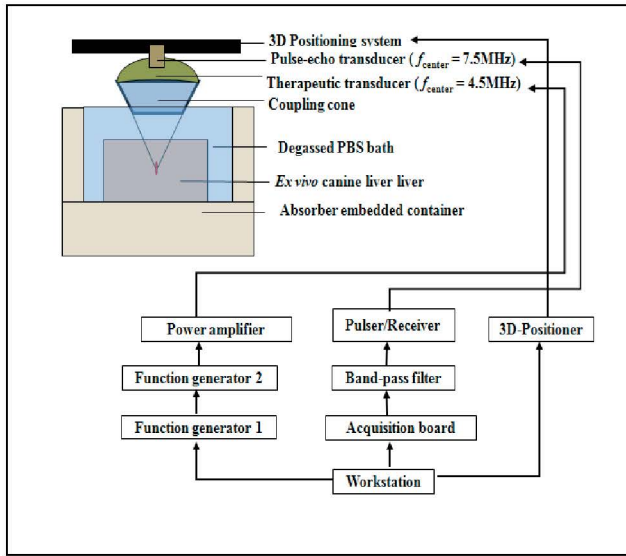 3D Positioning system
Pulse-echo transducer ( f center = 7.5MHz)
Therapeutic transducer ( f center = 4.5MHz)
Coupling cone
Degassed PBS bath
Ex vivo canine liver liver
Absorber embedded container
Power amplifier
Pulser/Receiver
3D-Positioner
Function generator 2
Band-pass filter
Function generator 1
Acquisition board
Workstation